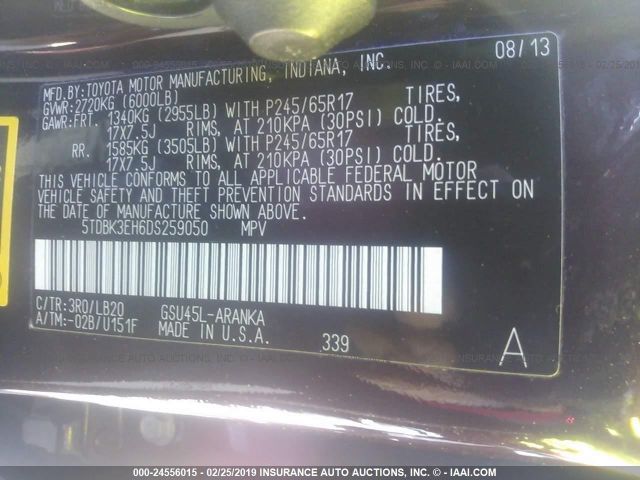 08/13
MFD.BY:TOYOTA MOTOR MANUFACTURING, INDIANA, INC.
GVWR:2720KG (6000LB)
GAWR:FRT. 1340KG (2955LB) WITH P245/65R17 TIRES,
17X7.5J RIMS, AT 210KPA (30PSI) COLD.
RR. 1585KG (3505LB) WITH P245/65R17 TIRES,
17X7.5J RIMS, AT 210KPA (30PSI) COLD.
THIS VEHICLE CONFORMS TO ALL APPLICABLE FEDERAL MOTOR
VEHICLE SAFETY AND THEFT PREVENTION STANDARDS IN EFFECT ON
THE DATE OF MANUFACTURE SHOWN ABOVE.
5TDBK3EH6DS259050 MPV
C/TR:3R0/LB20 GSU45L-ARANKA
A/TM:-02B/U151F MADE IN U.S.A.
339
A
000-24556015 - 02/25/2019 INSURANCE AUTO AUCTIONS, INC. - IAAI.COM